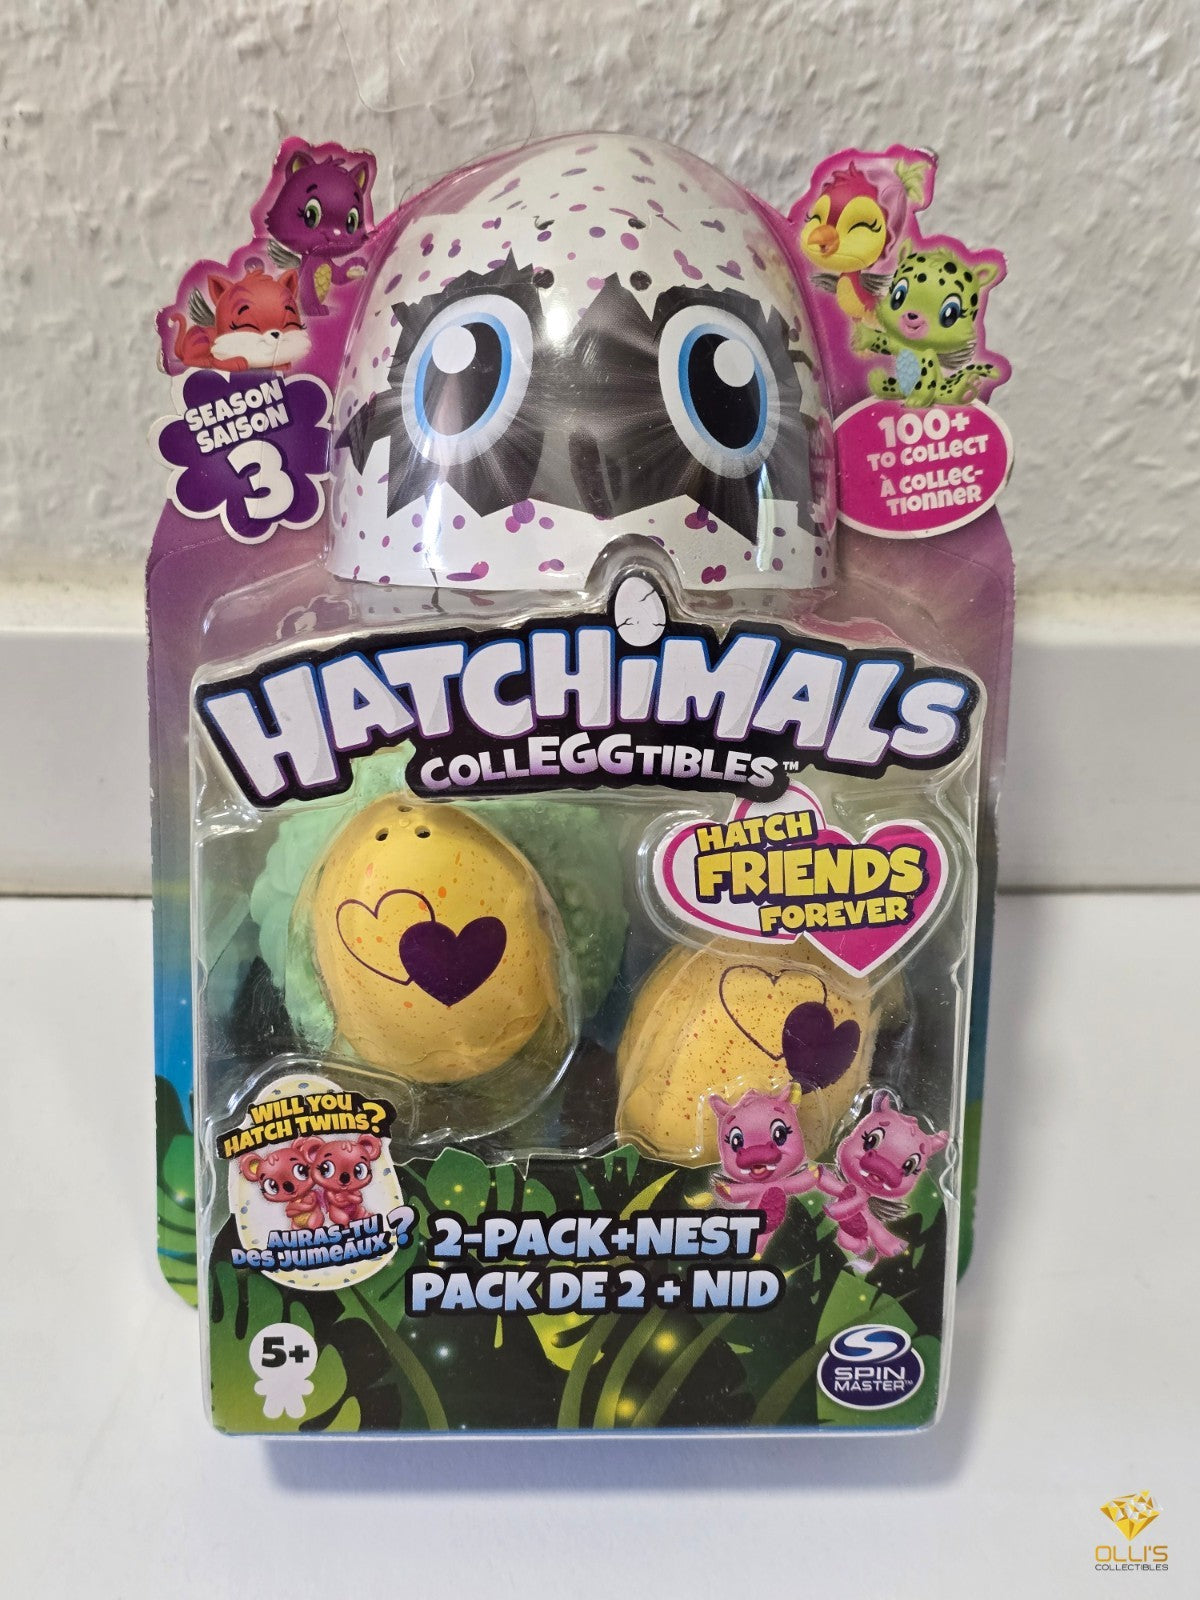 SEASON
SAISON
3
100+
TO COLLECT
À COLLEC-
TIONNER
HATCHiMALS
COLLEGGTIBLES™
HATCH
FRIENDS
FOREVER™
WILL YOU
HATCH TWINS?
AURAS-TU
DES JUMEAUX?
2-PACK+NEST
PACK DE 2 + NID
5+
SPIN
MASTER™
OLLI'S
COLLECTIBLES